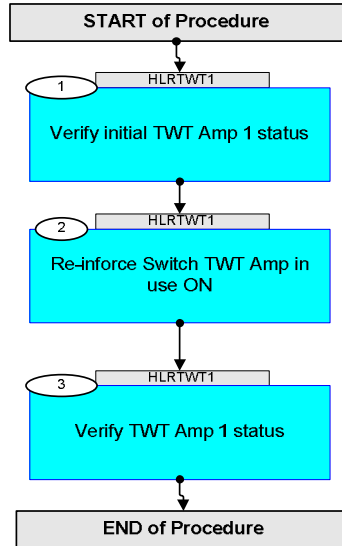 START of Procedure
HLRTWT1
1
Verify initial TWT Amp 1 status
HLRTWT1
2
Re-inforce Switch TWT Amp in
use ON
HLRTWT1
3
Verify TWT Amp 1 status
END of Procedure